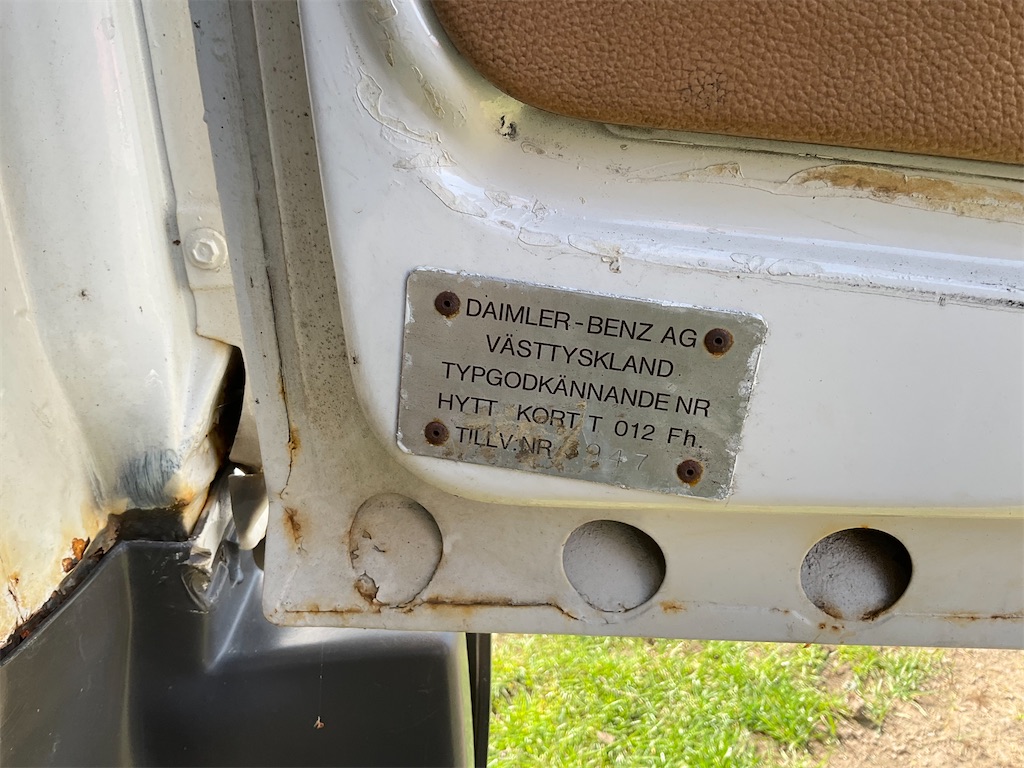 DAIMLER-BENZ AG
VÄSTTYSKLAND
TYPGODKÄNNANDE NR
HYTT KORT T 012 Fh.
TILLV.NR